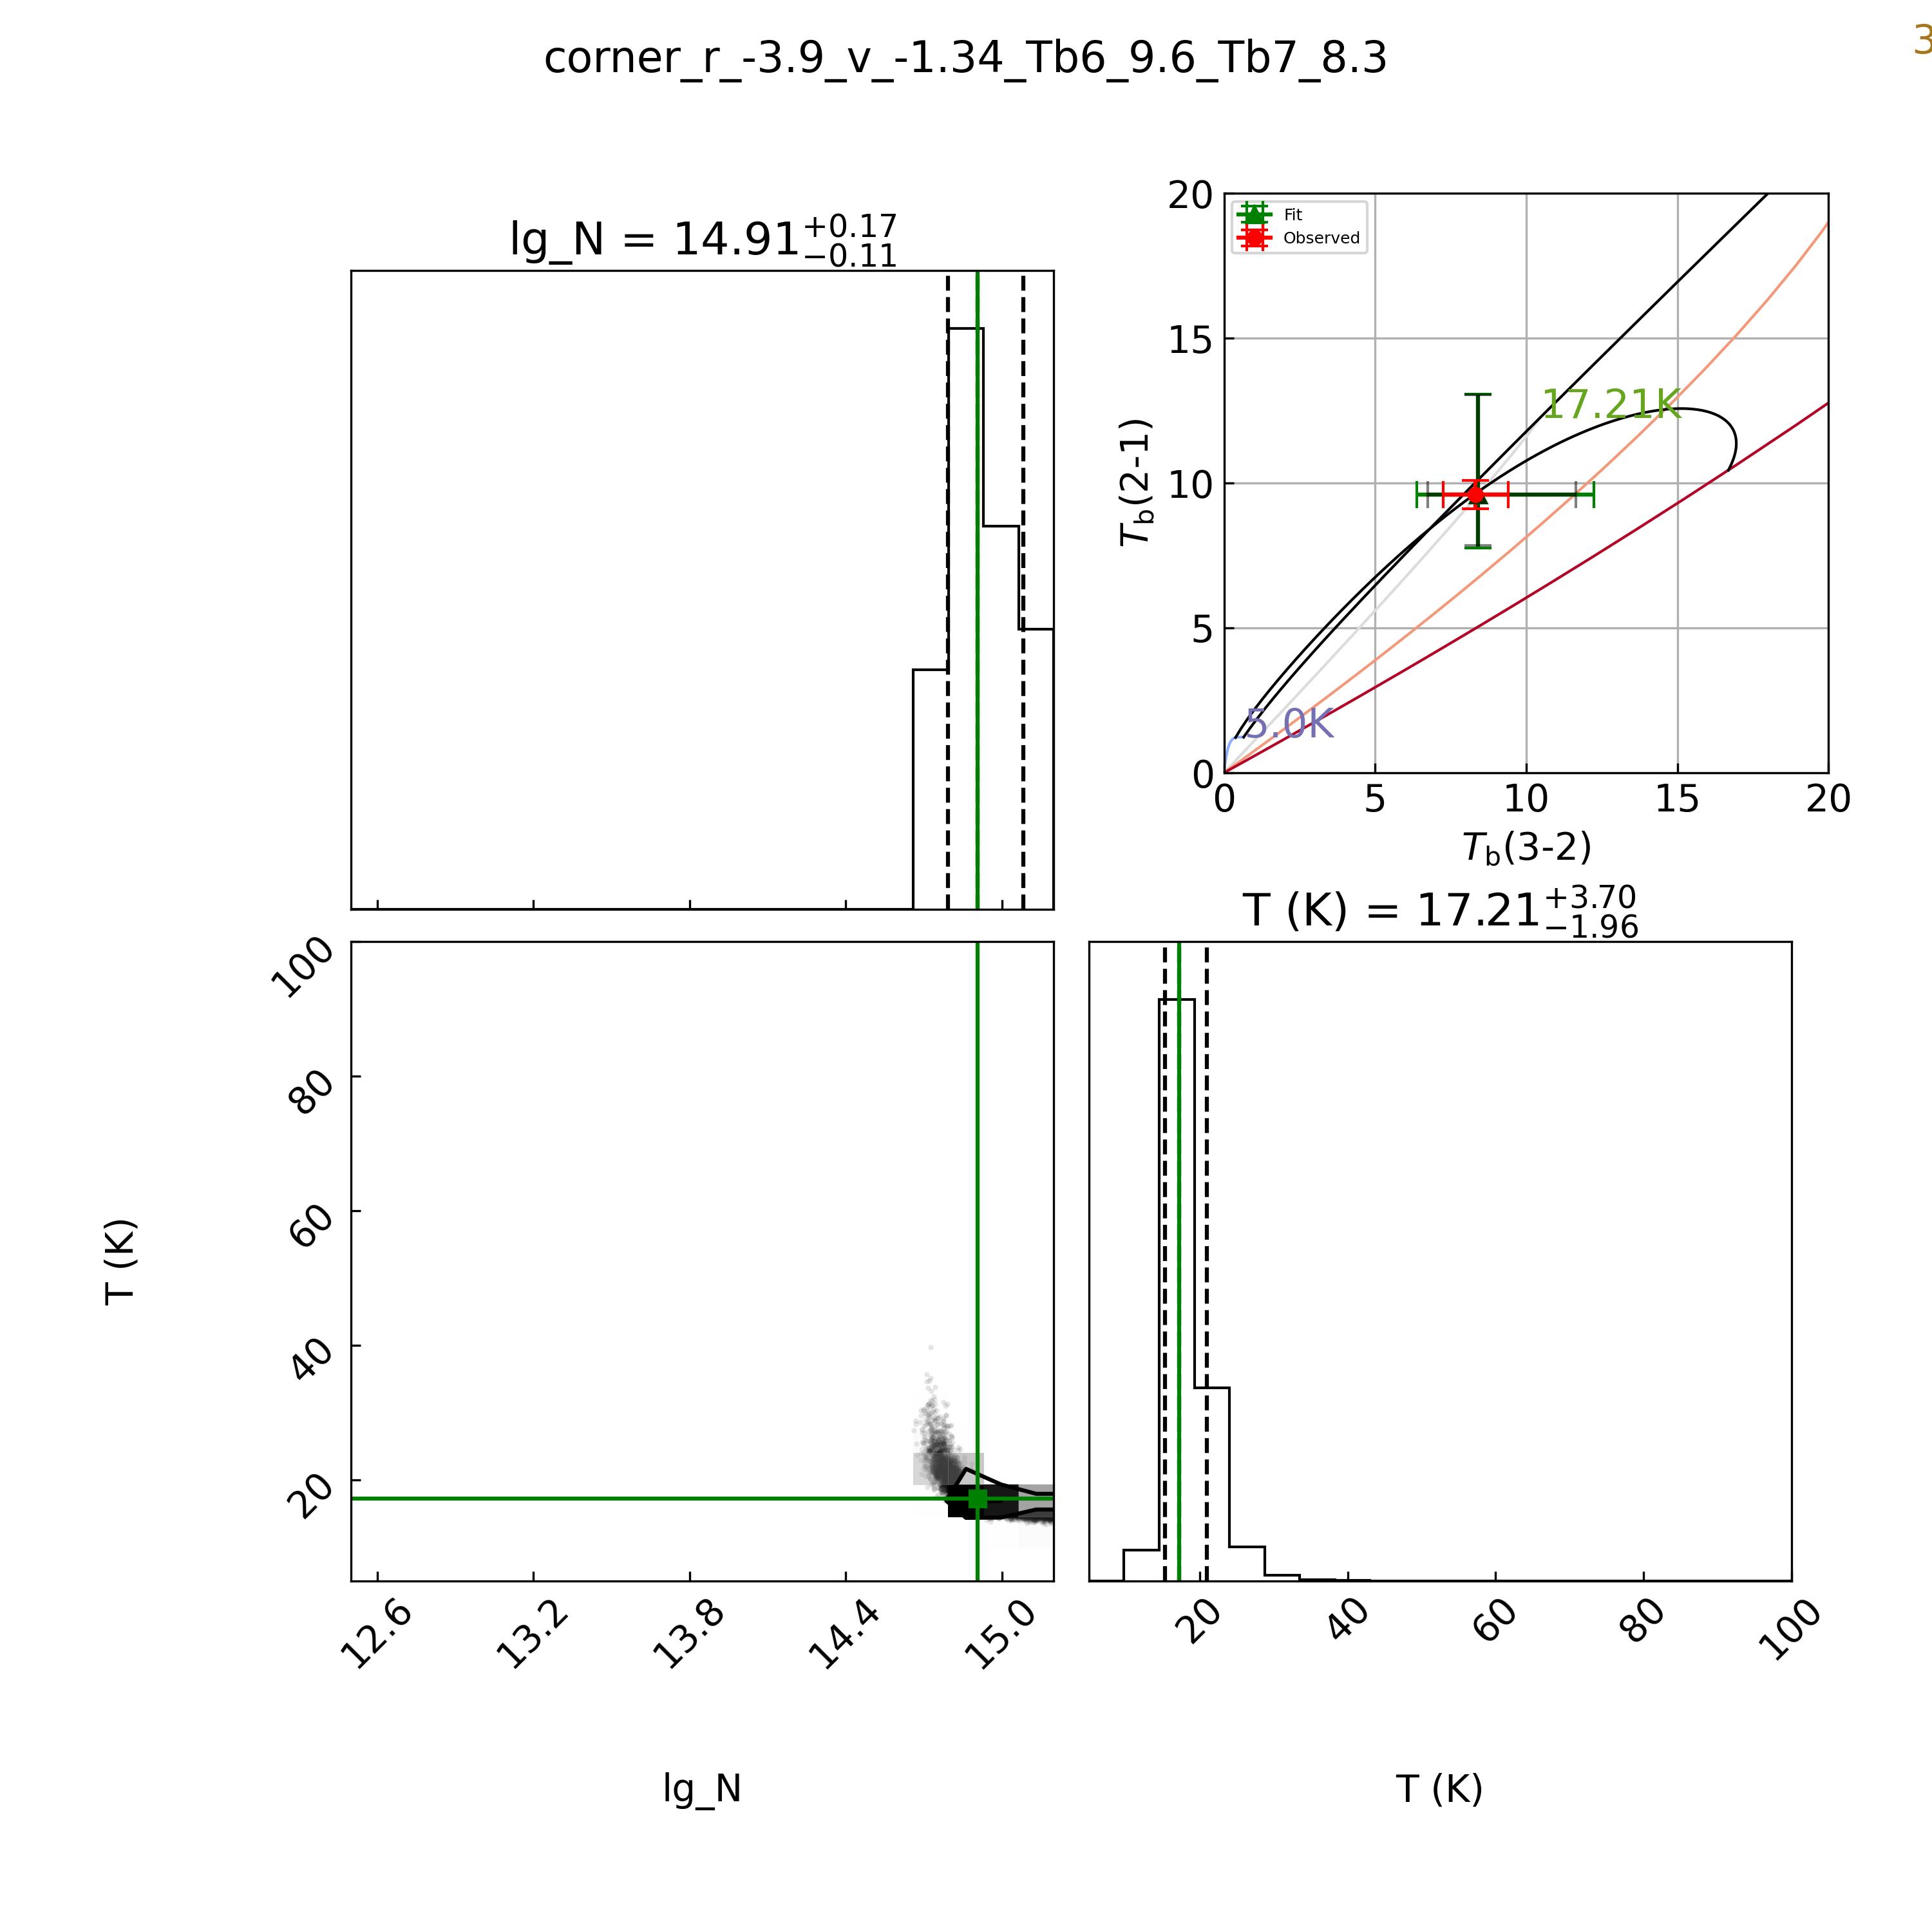 corner_r_-3.9_v_-1.34_Tb6_9.6_Tb7_8.3
3
lg_N = 14.91+0.17−0.11
20
15
10
5
0
Tb(2-1)
Fit
Observed
17.21K
5.0K
0 5 10 15 20
Tb(3-2)
T (K) = 17.21+3.70−1.96
100
80
60
40
20
T (K)
12.6 13.2 13.8 14.4 15.0
lg_N
20 40 60 80 100
T (K)